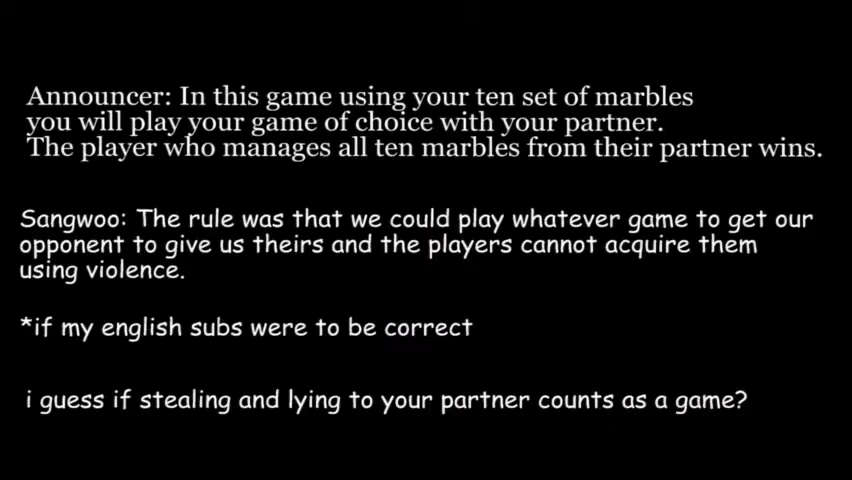 Announcer: In this game using your ten set of marbles
you will play your game of choice with your partner.
The player who manages all ten marbles from their partner wins.
Sangwoo: The rule was that we could play whatever game to get our
opponent to give us theirs and the players cannot acquire them
using violence.
*if my english subs were to be correct
i guess if stealing and lying to your partner counts as a game?